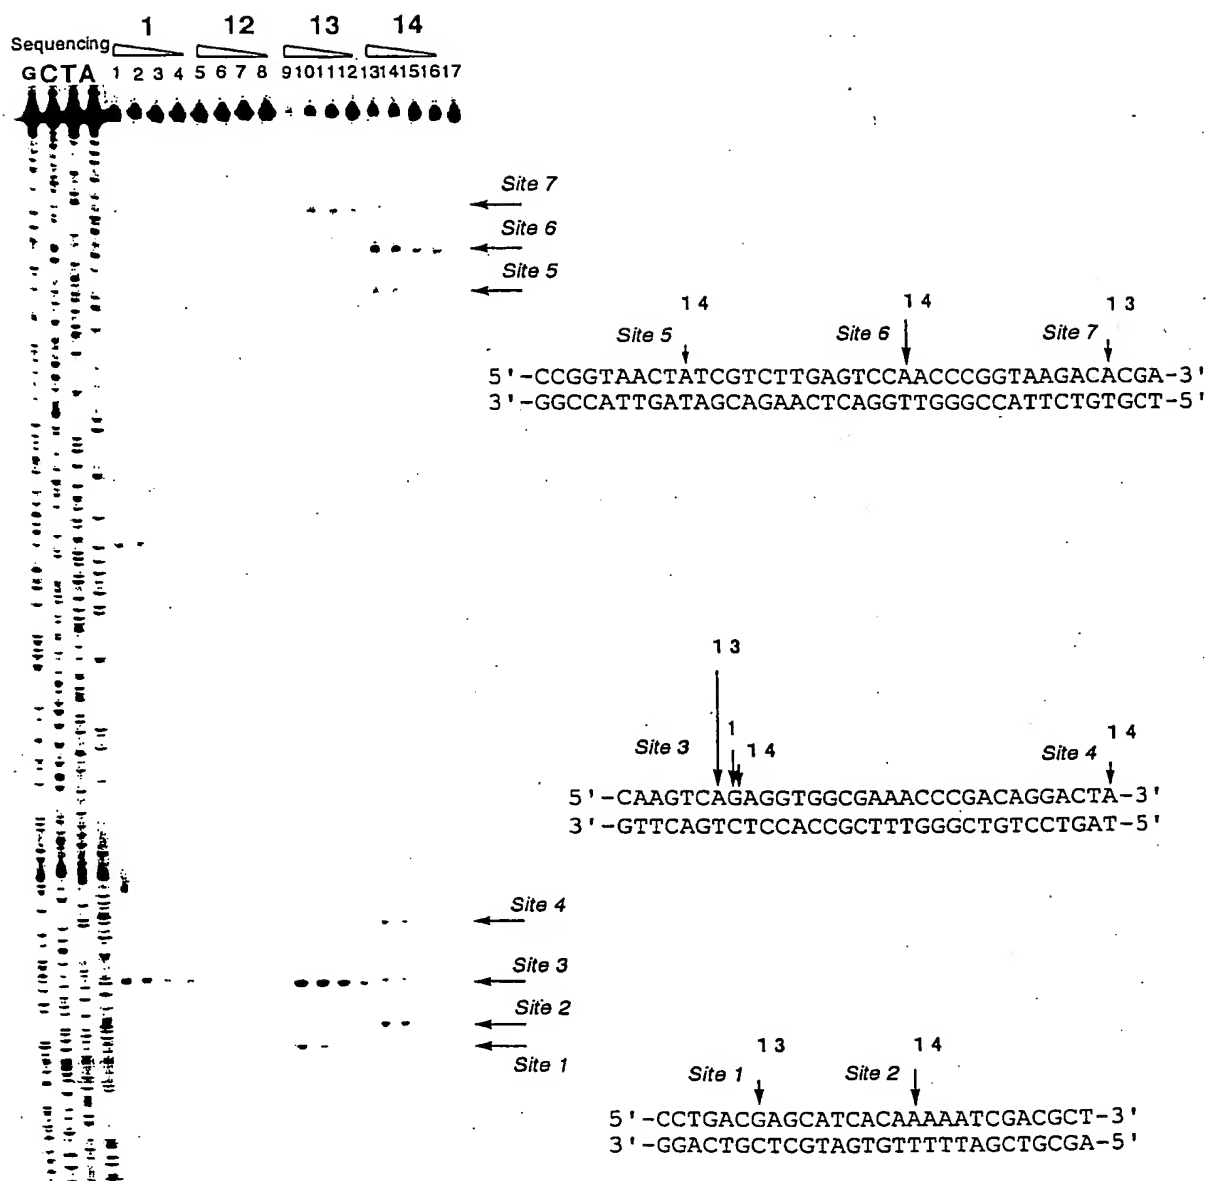 1 12 13 14
Sequencing
G C T A 1 2 3 4 5 6 7 8 9 10 11 12 13 14 15 16 17
Site 7
Site 6
Site 5
14 14 13
Site 5 Site 6 Site 7
5'-CCGGTAACTATCGTCTTGAGTCCAACCCGGTAAGACACGA-3'
3'-GGCCATTGATAGCAGAACTCAGGTTGGGCCATTCTGTGCT-5'
13
1
14
Site 3 14 Site 4
5'-CAAGTCAGAGGTGGCGAAACCCGACAGGACTA-3'
3'-GTTCAGTCTCCACCGCTTTGGGCTGTCCTGAT-5'
Site 4
Site 3
Site 2
Site 1
13 14
Site 1 Site 2
5'-CCTGACGAGCATCACAAAAATCGACGCT-3'
3'-GGACTGCTCGTAGTGTTTTTAGCTGCGA-5'